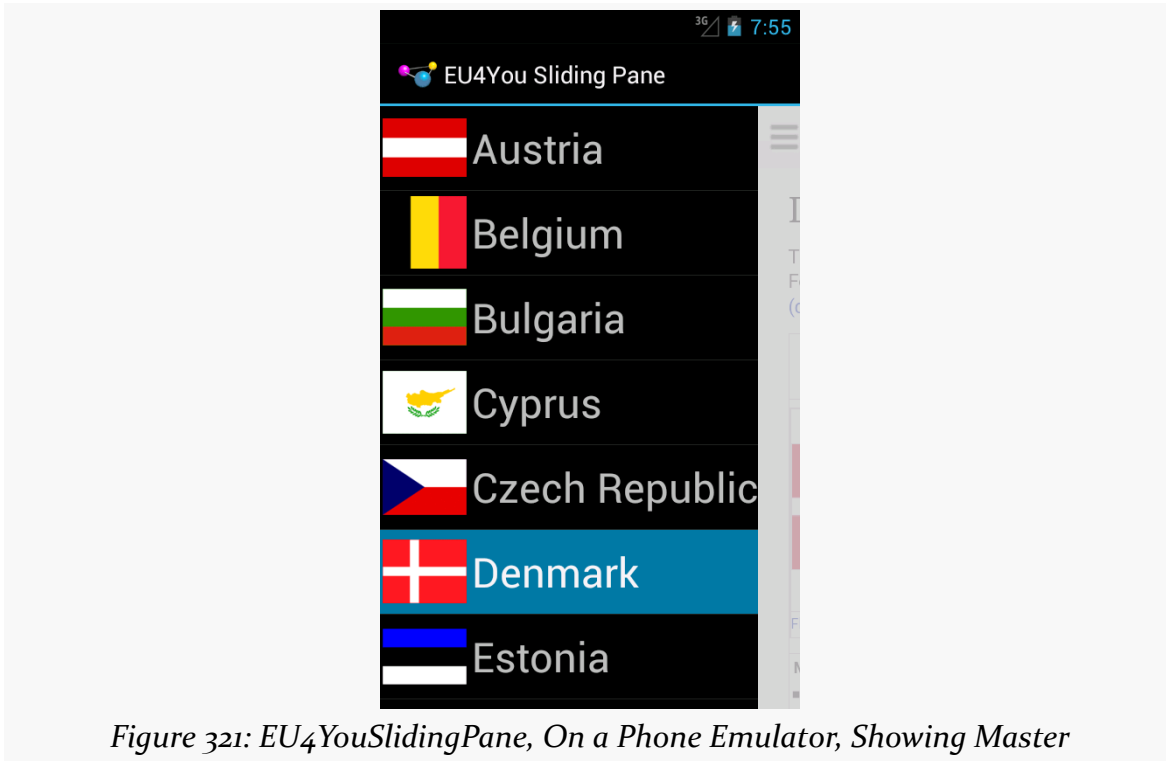 3G 7:55
EU4You Sliding Pane
Austria
Belgium
Bulgaria
Cyprus
Czech Republic
Denmark
Estonia
Figure 321: EU4YouSlidingPane, On a Phone Emulator, Showing Master